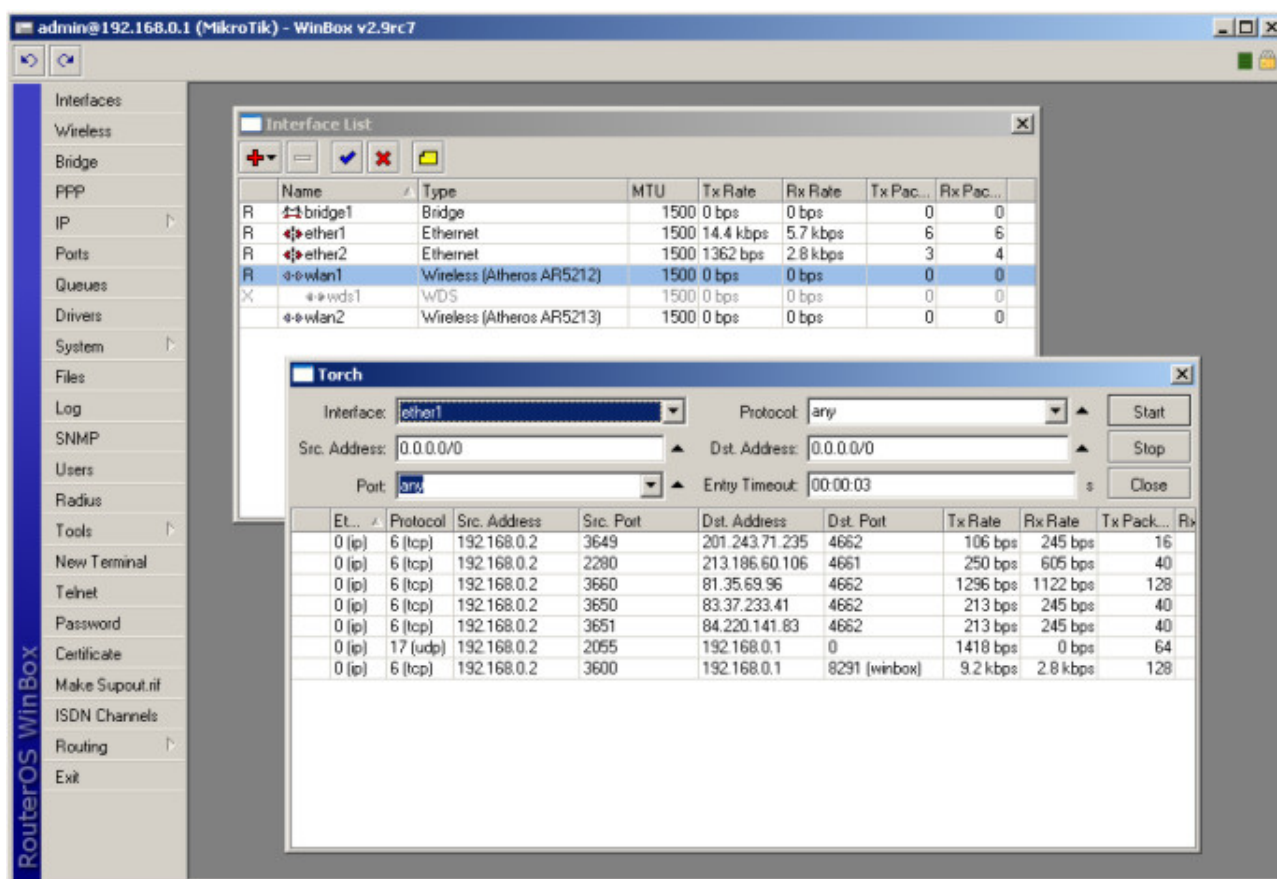 admin@192.168.0.1 (MikroTik) - WinBox v2.9rc7
RouterOS WinBox
Interfaces
Wireless
Bridge
PPP
IP
Ports
Queues
Drivers
System
Files
Log
SNMP
Users
Radius
Tools
New Terminal
Telnet
Password
Certificate
Make Supout.rif
ISDN Channels
Routing
Exit
Interface List
Name Type MTU Tx Rate Rx Rate Tx Pac... Rx Pac...
R bridge1 Bridge 1500 0 bps 0 bps 0 0
R ether1 Ethernet 1500 14.4 kbps 5.7 kbps 6 6
R ether2 Ethernet 1500 1362 bps 2.8 kbps 3 4
R wlan1 Wireless (Atheros AR5212) 1500 0 bps 0 bps 0 0
X wds1 WDS 1500 0 bps 0 bps 0 0
wlan2 Wireless (Atheros AR5213) 1500 0 bps 0 bps 0 0
Torch
Interface: ether1 Protocol: any Start
Src. Address: 0.0.0.0/0 Dst. Address: 0.0.0.0/0 Stop
Port: any Entry Timeout: 00:00:03 s Close
Et... Protocol Src. Address Src. Port Dst. Address Dst. Port Tx Rate Rx Rate Tx Pack... Rx
0 (ip) 6 (tcp) 192.168.0.2 3649 201.243.71.235 4662 106 bps 245 bps 16
0 (ip) 6 (tcp) 192.168.0.2 2280 213.186.60.106 4661 250 bps 605 bps 40
0 (ip) 6 (tcp) 192.168.0.2 3660 81.35.69.96 4662 1296 bps 1122 bps 128
0 (ip) 6 (tcp) 192.168.0.2 3650 83.37.233.41 4662 213 bps 245 bps 40
0 (ip) 6 (tcp) 192.168.0.2 3651 84.220.141.83 4662 213 bps 245 bps 40
0 (ip) 17 (udp) 192.168.0.2 2055 192.168.0.1 0 1418 bps 0 bps 64
0 (ip) 6 (tcp) 192.168.0.2 3600 192.168.0.1 8291 (winbox) 9.2 kbps 2.8 kbps 128